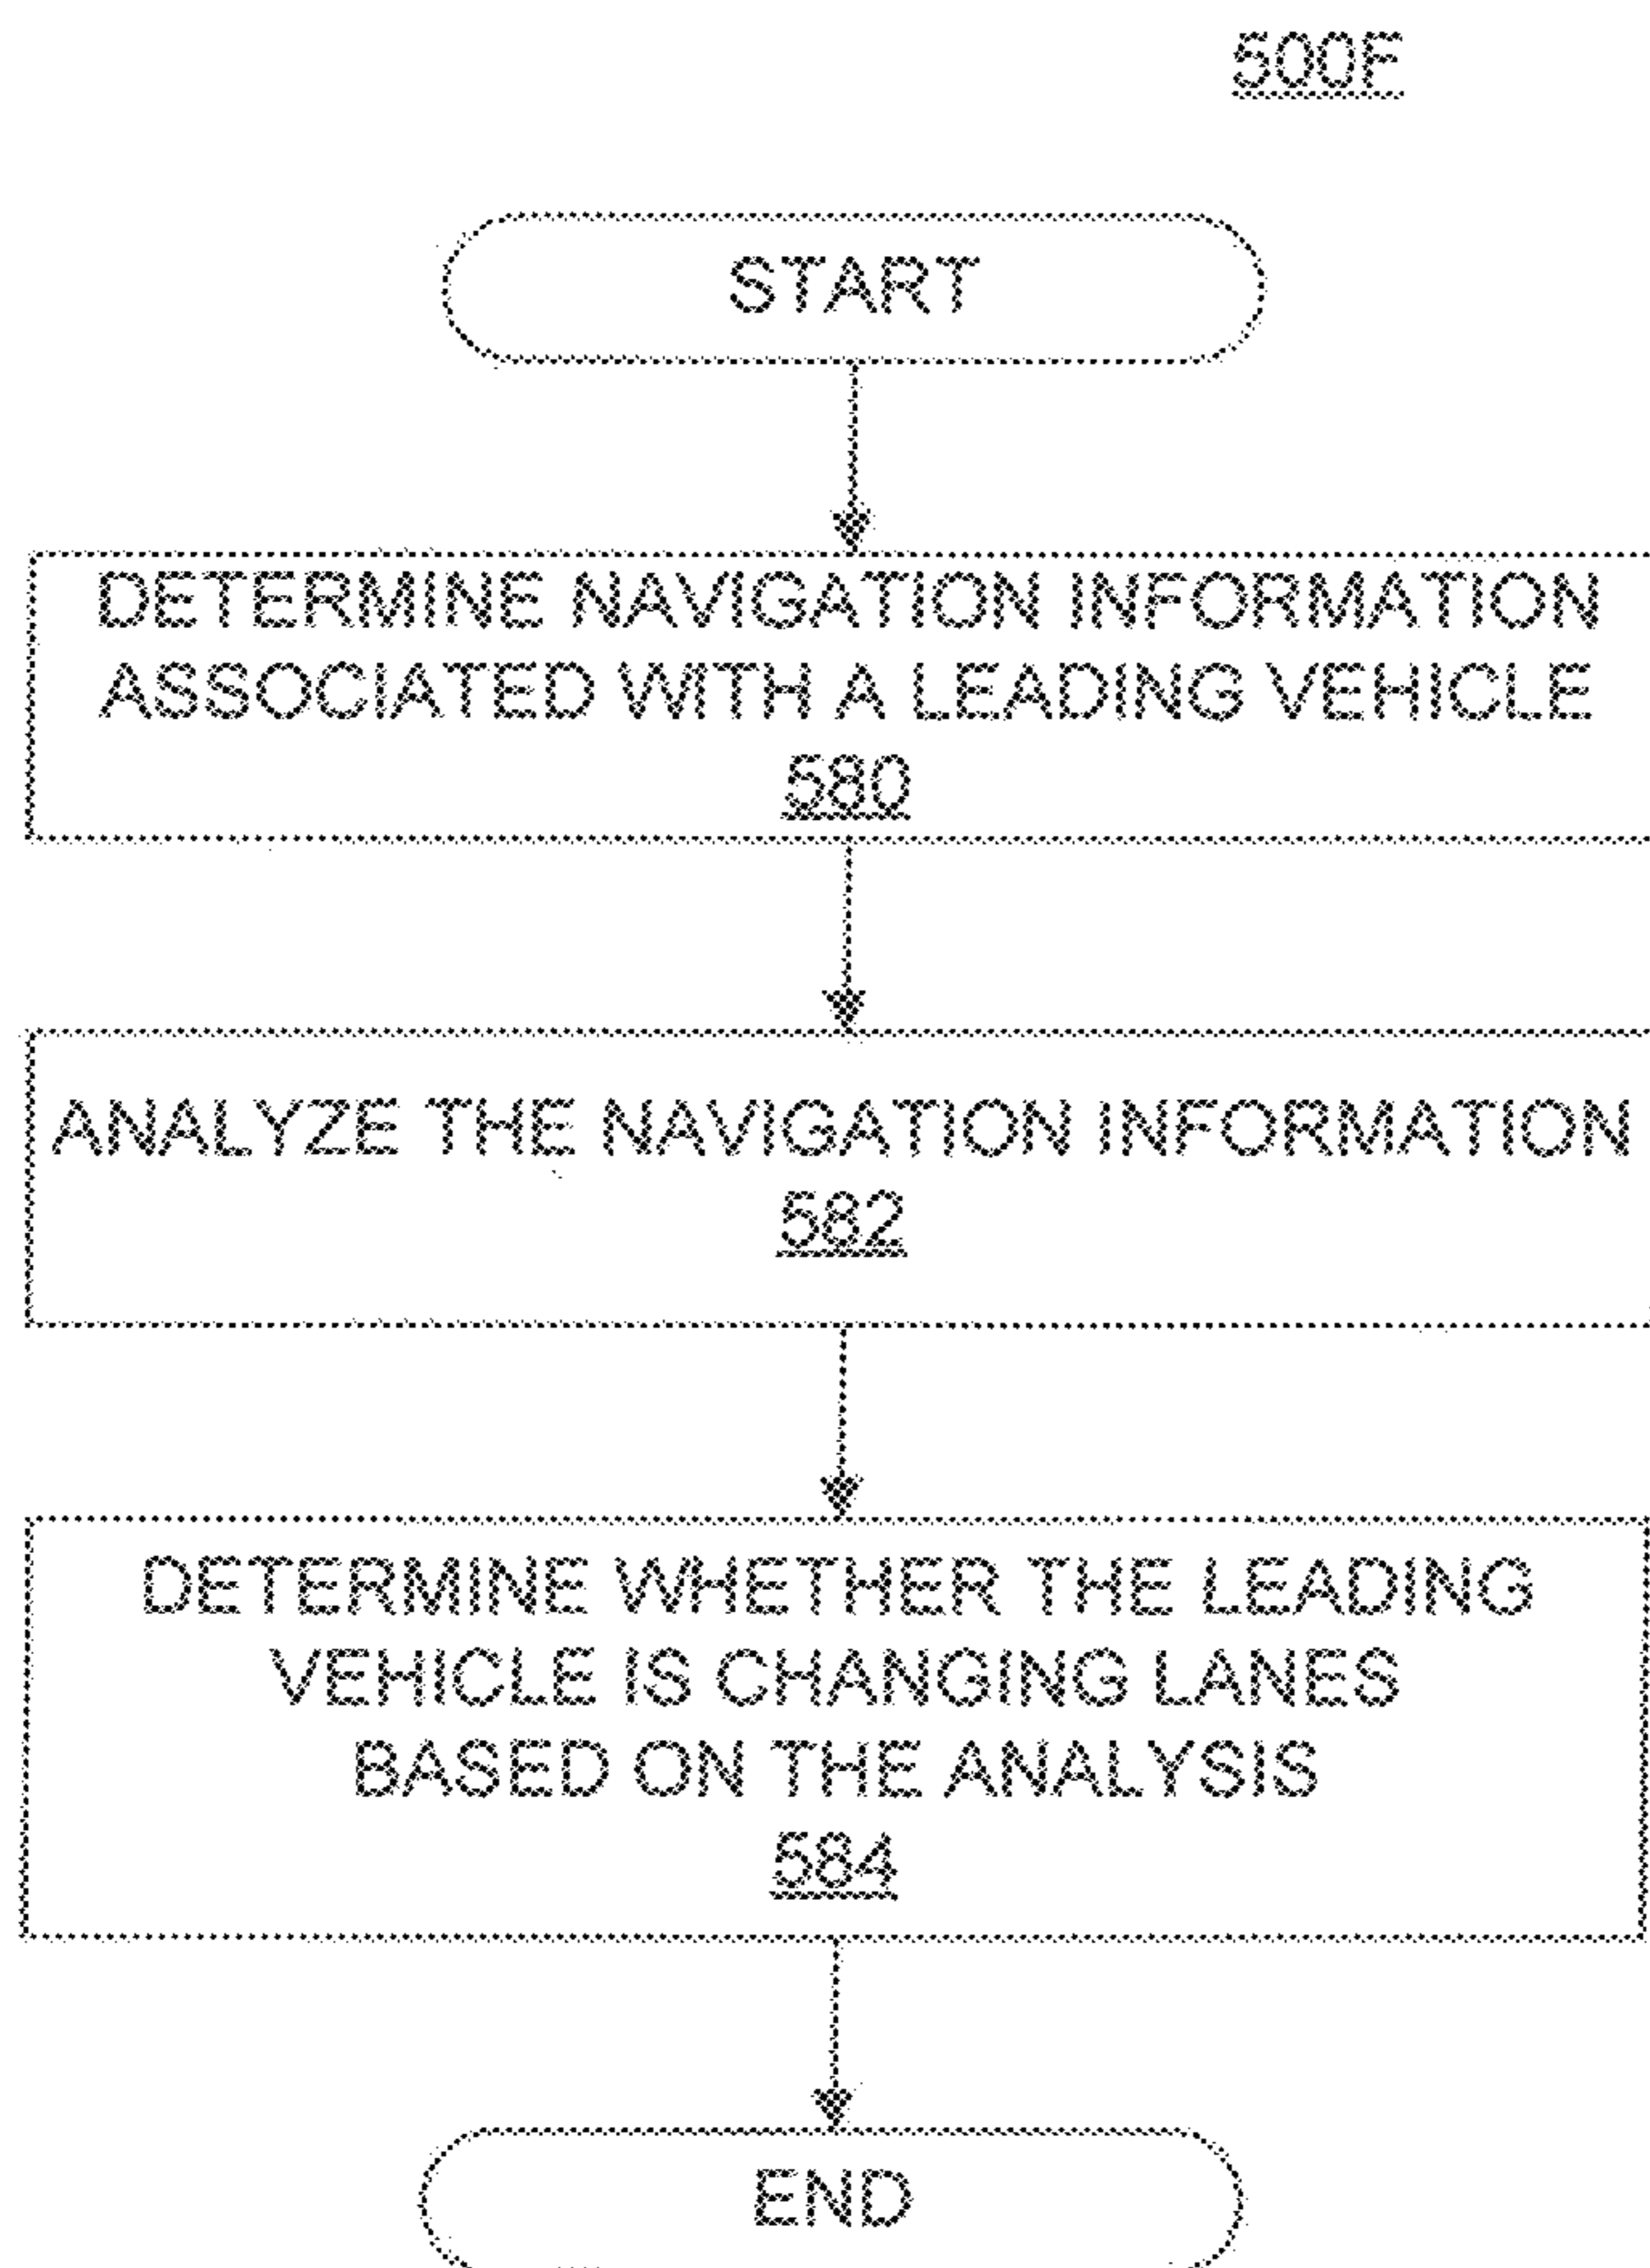 500F
START
DETERMINE NAVIGATION INFORMATION
ASSOCIATED WITH A LEADING VEHICLE
580
ANALYZE THE NAVIGATION INFORMATION
582
DETERMINE WHETHER THE LEADING
VEHICLE IS CHANGING LANES
BASED ON THE ANALYSIS
584
END